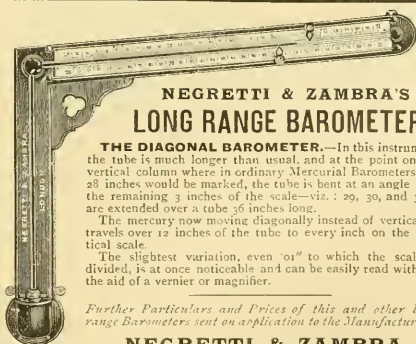 NEGRETTI & ZAMBRA'S
LONG RANGE BAROMETER
THE DIAGONAL BAROMETER.—In this instrum
the tube is much longer than usual, and at the point on
vertical column where in ordinary Mercurial Barometers
28 inches would be marked, the tube is bent at an angle
the remaining 3 inches of the scale—viz.: 29, 30, and
are extended over a tube 36 inches long.
The mercury now moving diagonally instead of vertica
travels over 12 inches of the tube to every inch on the
tical scale.
The slightest variation, even ·01" to which the scal
divided, is at once noticeable and can be easily read with
the aid of a vernier or magnifier.
Further Particulars and Prices of this and other l
range Barometers sent on application to the Manufactur
NEGRETTI & ZAMBRA
NEGRETTI & ZAMBRA
LONDON